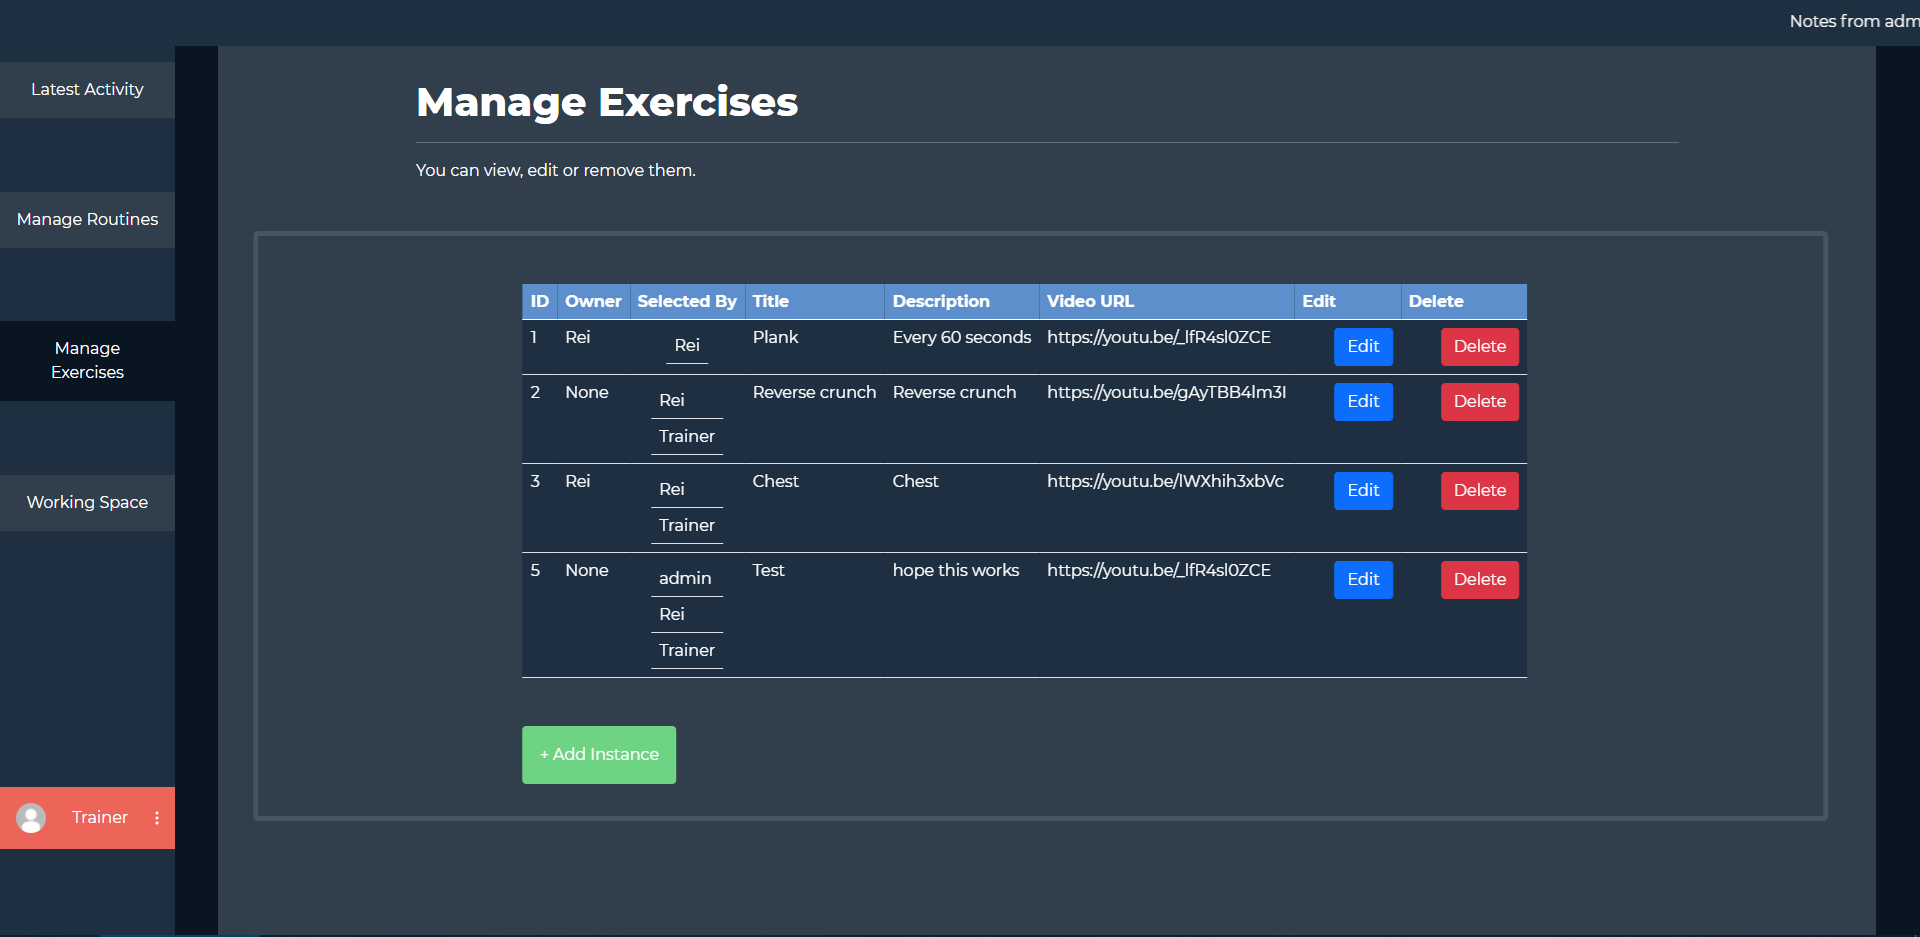 Notes from adm
Latest Activity
Manage Routines
Manage
Exercises
Working Space
Trainer
Manage Exercises
You can view, edit or remove them.
ID Owner Selected By Title Description Video URL Edit Delete
1 Rei Rei Plank Every 60 seconds https://youtu.be/_lfR4sl0ZCE Edit Delete
2 None Rei Reverse crunch Reverse crunch https://youtu.be/gAyTBB4lm3I Edit Delete
Trainer
3 Rei Rei Chest Chest https://youtu.be/lWXhih3xbVc Edit Delete
Trainer
5 None admin Test hope this works https://youtu.be/_lfR4sl0ZCE Edit Delete
Rei
Trainer
+ Add Instance